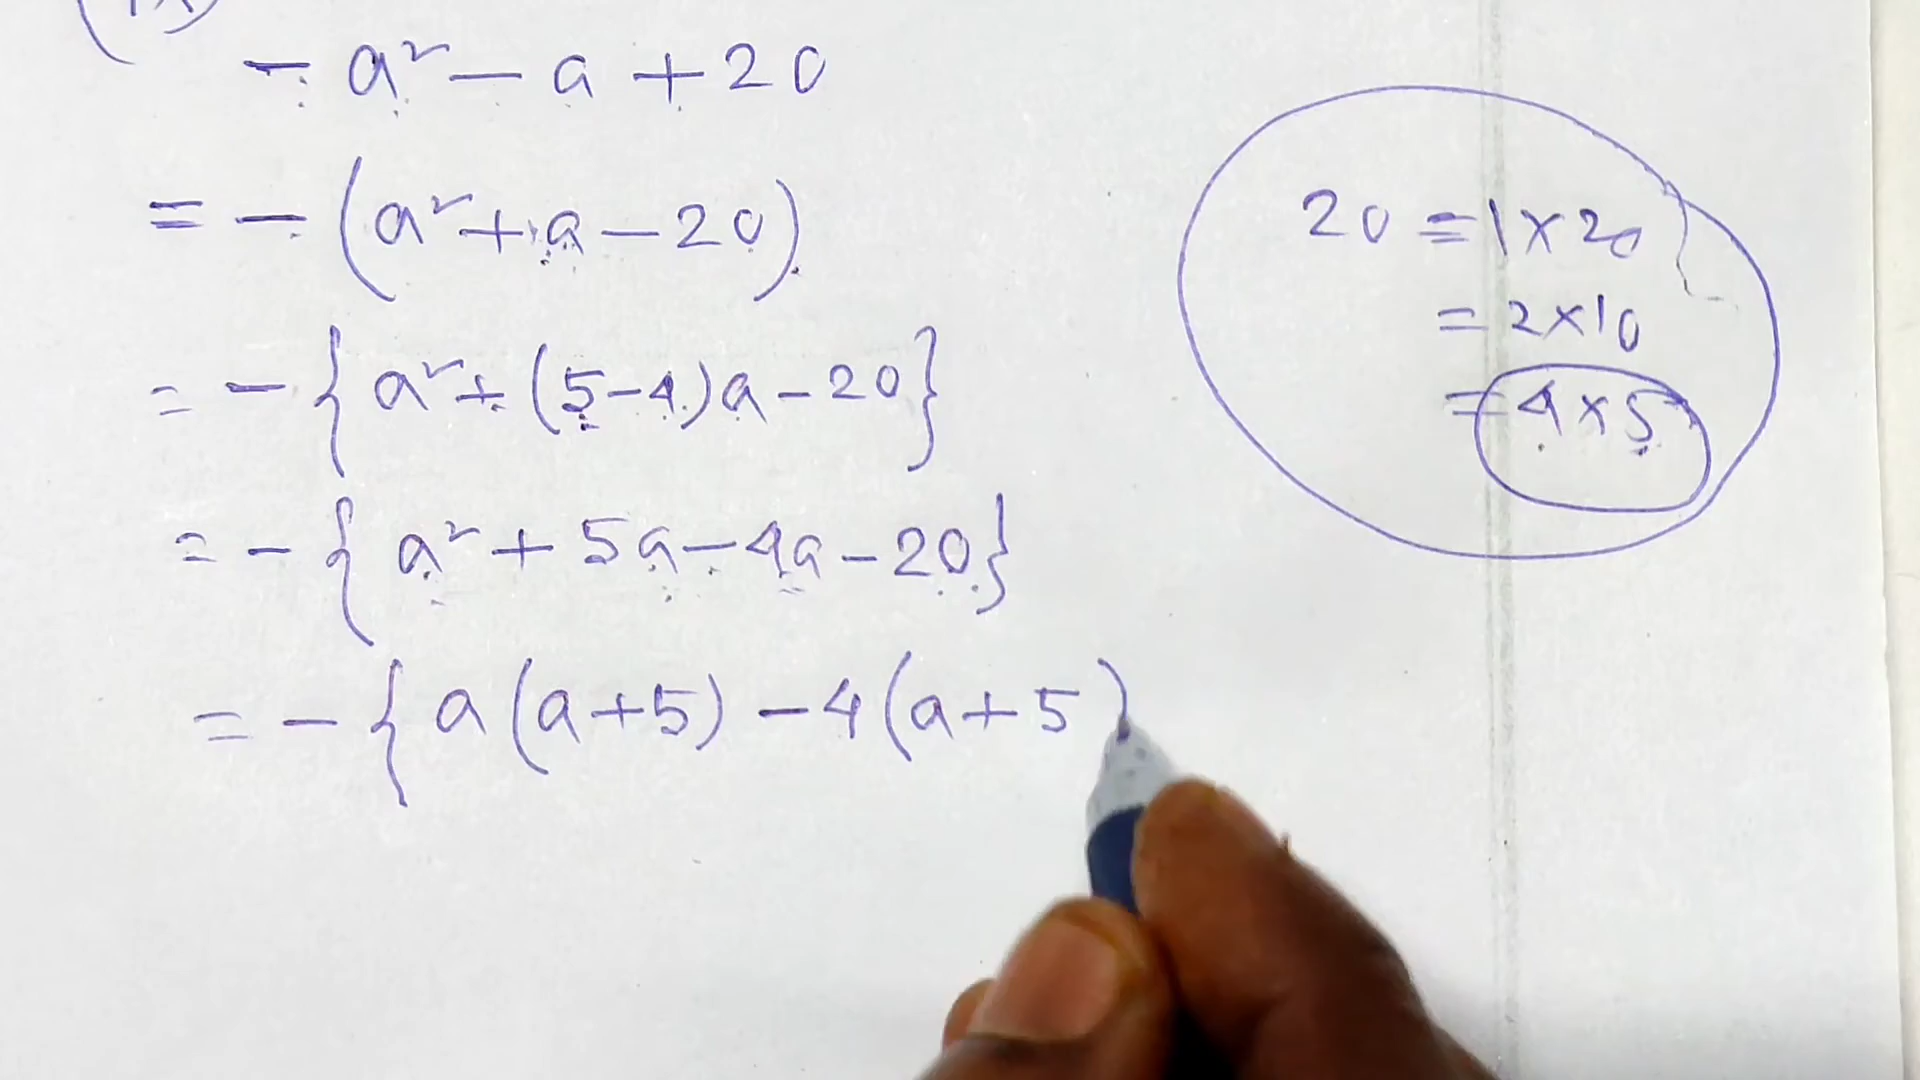 - a² - a + 20
= - (a² + a - 20)
= - { a² + (5-4)a - 20 }
= - { a² + 5a - 4a - 20 }
= - { a (a+5) - 4 (a+5)
20 = 1 × 20
= 2 × 10
= 4 × 5